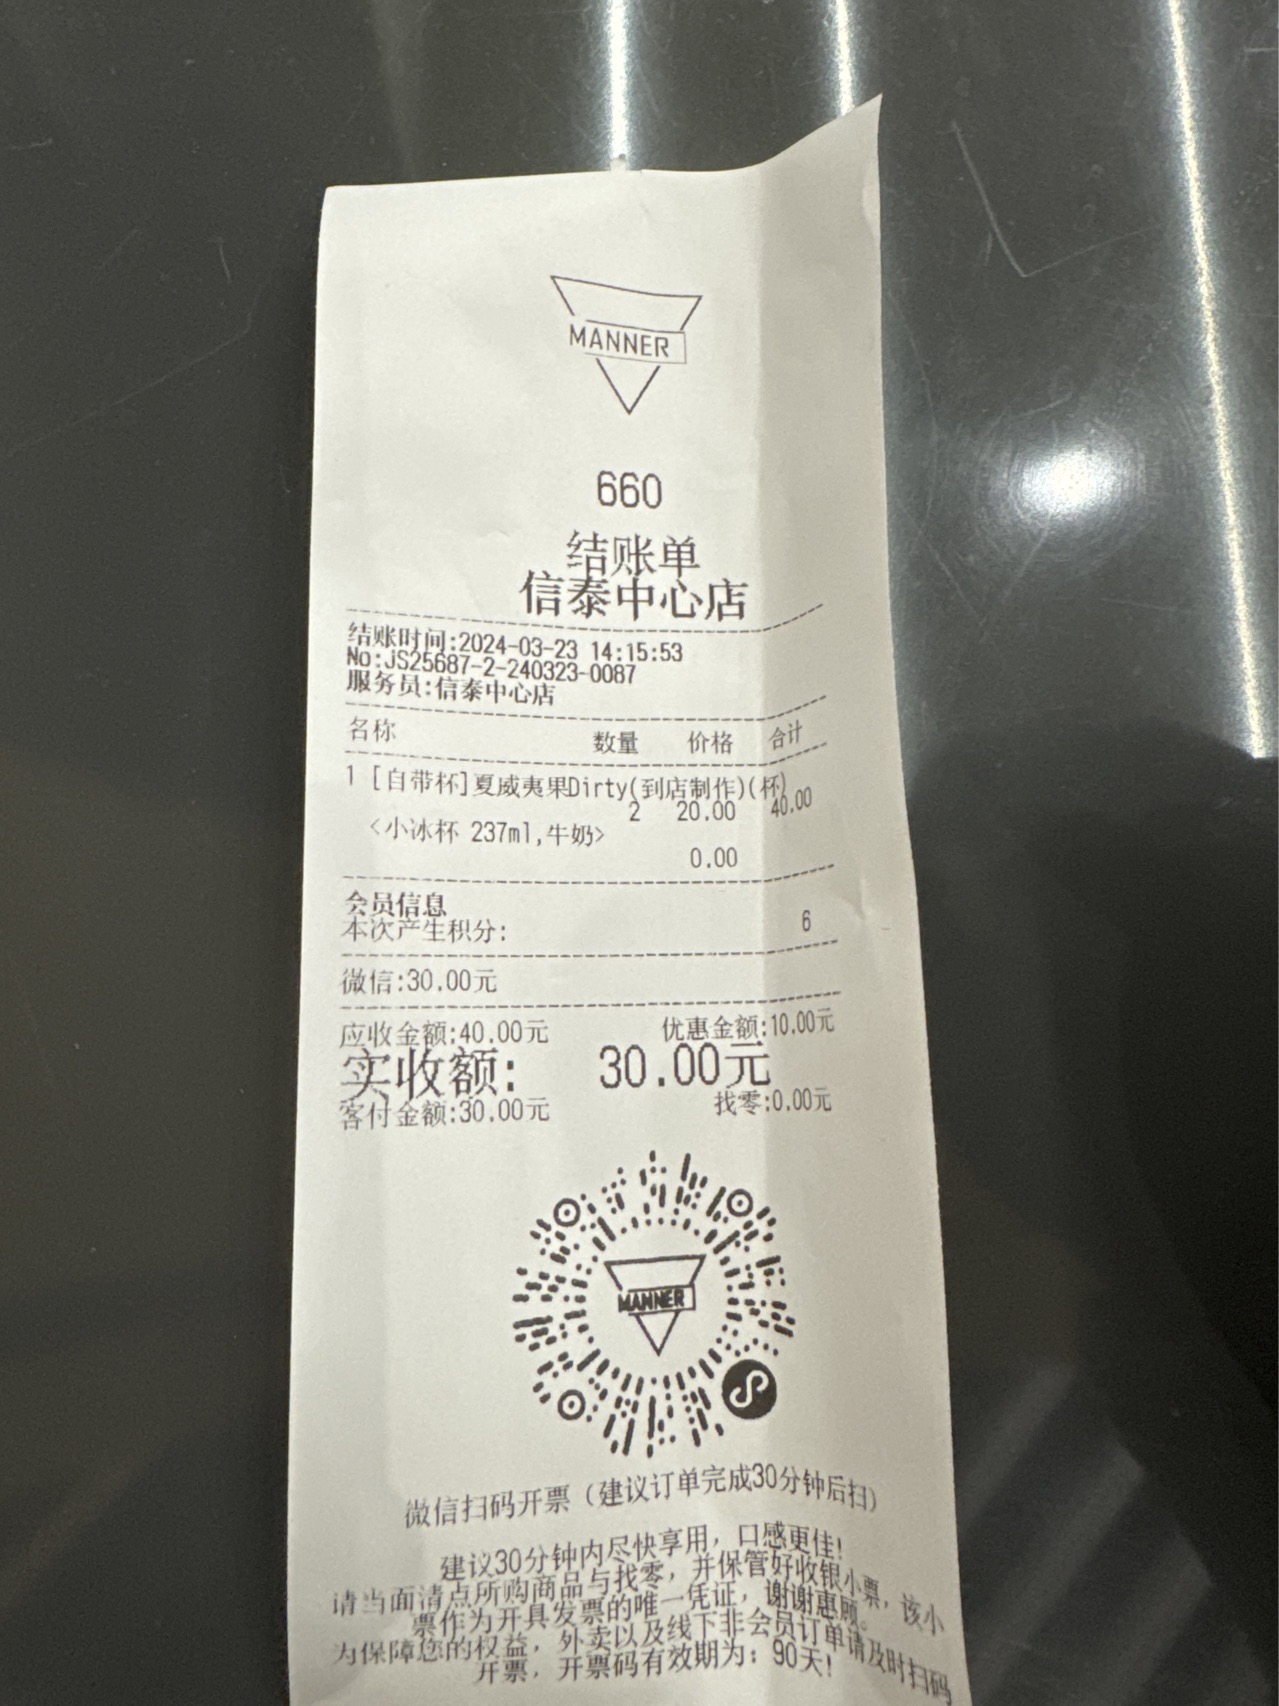 MANNER
660
结账单
信泰中心店
结账时间:2024-03-23 14:15:53
No:JS25687-2-240323-0087
服务员:信泰中心店
名称 数量 价格 合计
1 [自带杯]夏威夷果Dirty(到店制作)(杯)
2 20.00 40.00
<小冰杯 237ml,牛奶>
0.00
会员信息
本次产生积分: 6
微信:30.00元
应收金额:40.00元 优惠金额:10.00元
实收额: 30.00元
客付金额:30.00元 找零:0.00元
MANNER
微信扫码开票（建议订单完成30分钟后扫）
建议30分钟内尽快享用，口感更佳！
请当面清点所购商品与找零，并保管好收银小票，该小
票作为开具发票的唯一凭证，谢谢惠顾。
为保障您的权益，外卖以及线下非会员订单请及时扫码
开票，开票码有效期为：90天！